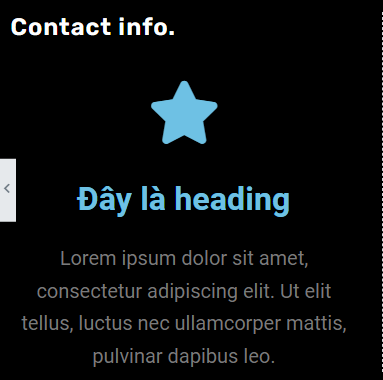 Contact info.
Đây là heading
Lorem ipsum dolor sit amet,
consectetur adipiscing elit. Ut elit
tellus, luctus nec ullamcorper mattis,
pulvinar dapibus leo.